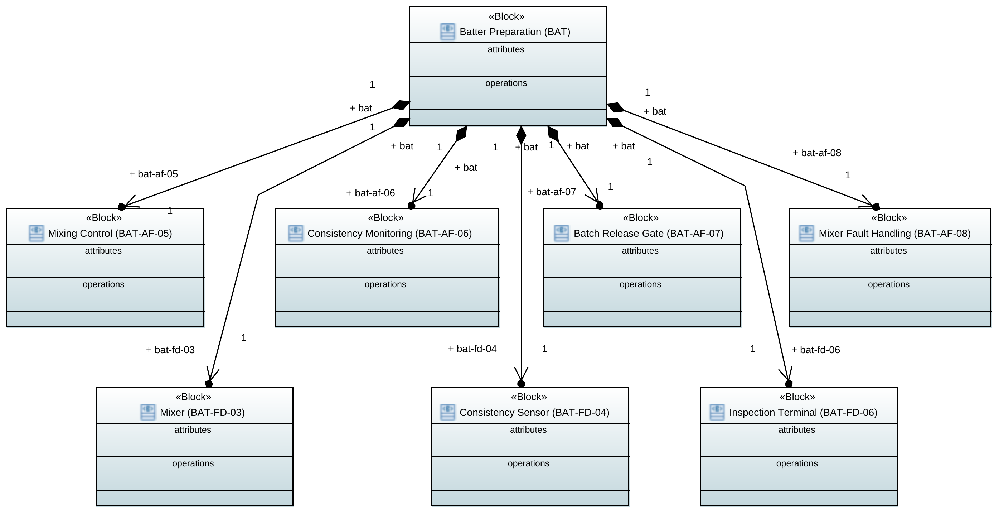 «Block»
Batter Preparation (BAT)
attributes
operations
1
+ bat
1
+ bat
1
+ bat
1
+ bat
1
+ bat
+ bat
1
1
+ bat
+ bat-af-05
1
+ bat-af-06
1
+ bat-af-07
1
+ bat-af-08
1
«Block»
Mixing Control (BAT-AF-05)
attributes
operations
«Block»
Consistency Monitoring (BAT-AF-06)
attributes
operations
«Block»
Batch Release Gate (BAT-AF-07)
attributes
operations
«Block»
Mixer Fault Handling (BAT-AF-08)
attributes
operations
+ bat-fd-03
1
+ bat-fd-04
1
1
+ bat-fd-06
«Block»
Mixer (BAT-FD-03)
attributes
operations
«Block»
Consistency Sensor (BAT-FD-04)
attributes
operations
«Block»
Inspection Terminal (BAT-FD-06)
attributes
operations